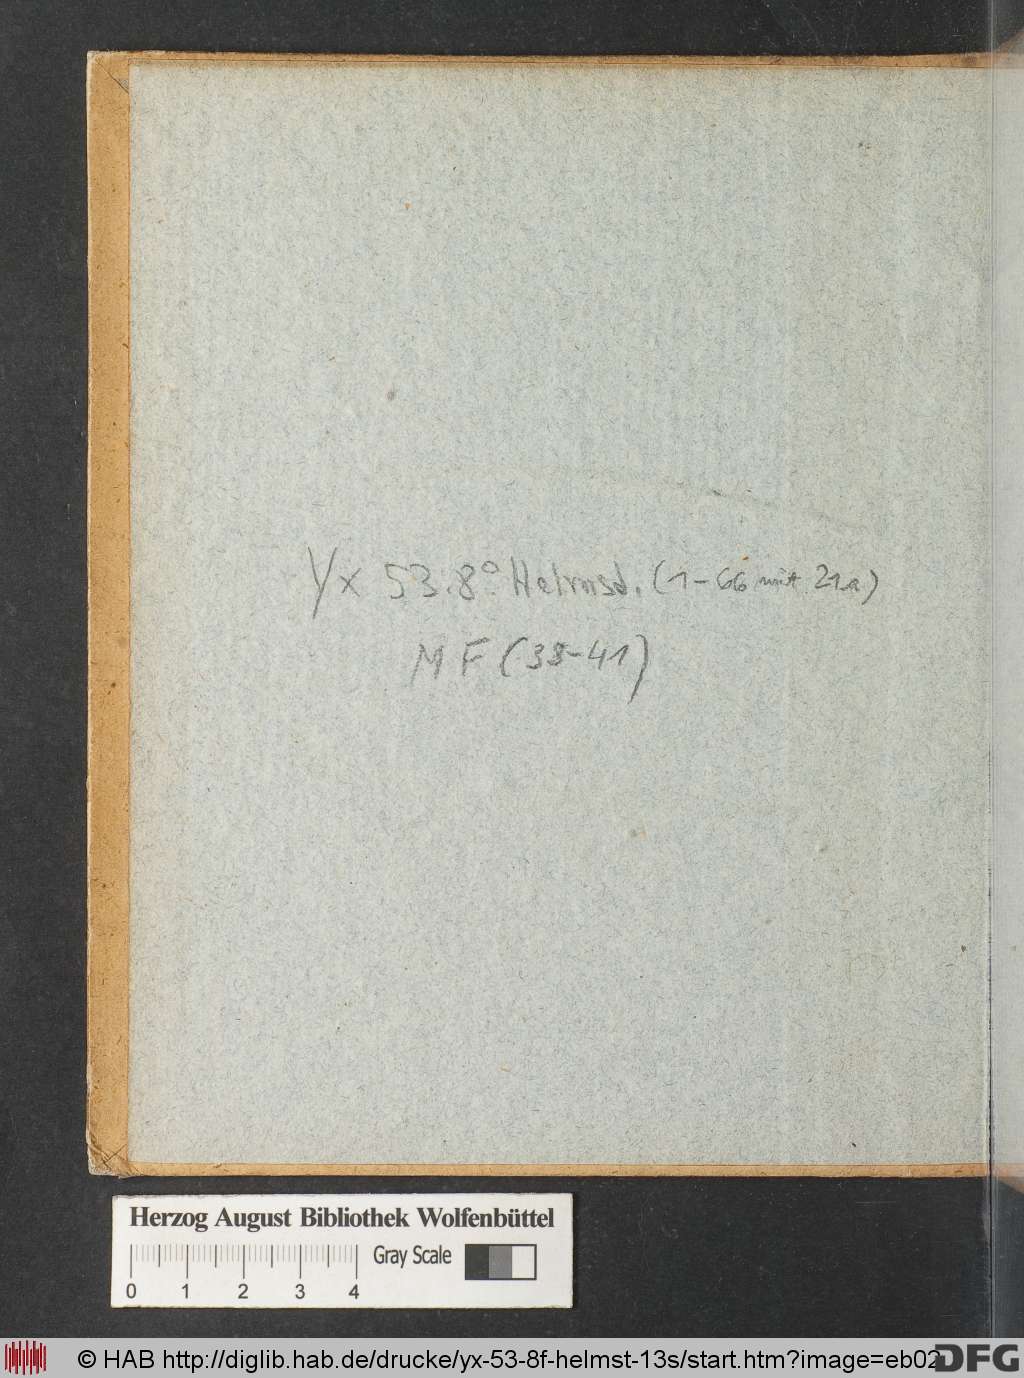 Yx 53.8° Helmsd. (1-66 mit 21a)
MF (38-41)
Herzog August Bibliothek Wolfenbüttel
Gray Scale
0 1 2 3 4
© HAB http://diglib.hab.de/drucke/yx-53-8f-helmst-13s/start.htm?image=eb02
DFG